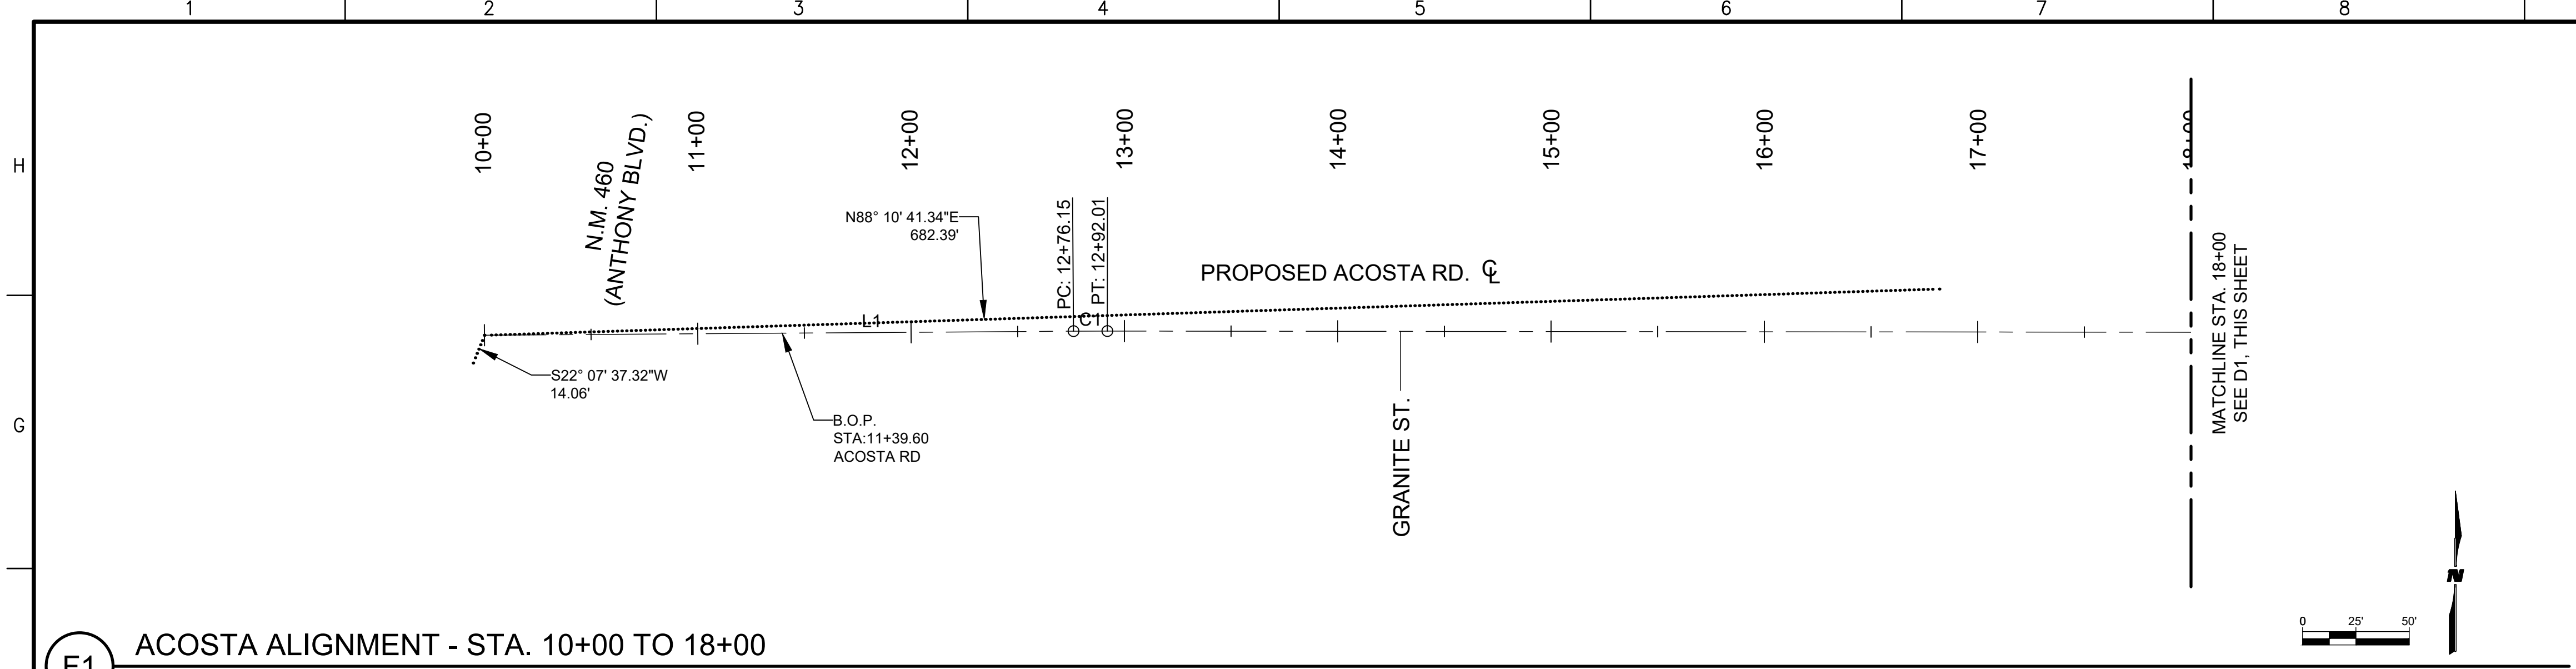 1
2
3
4
5
6
7
8
H
G
10+00
11+00
12+00
13+00
14+00
15+00
16+00
17+00
18+00
N.M. 460
(ANTHONY BLVD.)
N88° 10' 41.34"E
682.39'
PC: 12+76.15
PT: 12+92.01
PROPOSED ACOSTA RD. ℄
L1
C1
S22° 07' 37.32"W
14.06'
B.O.P.
STA:11+39.60
ACOSTA RD
GRANITE ST.
MATCHLINE STA. 18+00
SEE D1, THIS SHEET
N
0
25'
50'
ACOSTA ALIGNMENT - STA. 10+00 TO 18+00